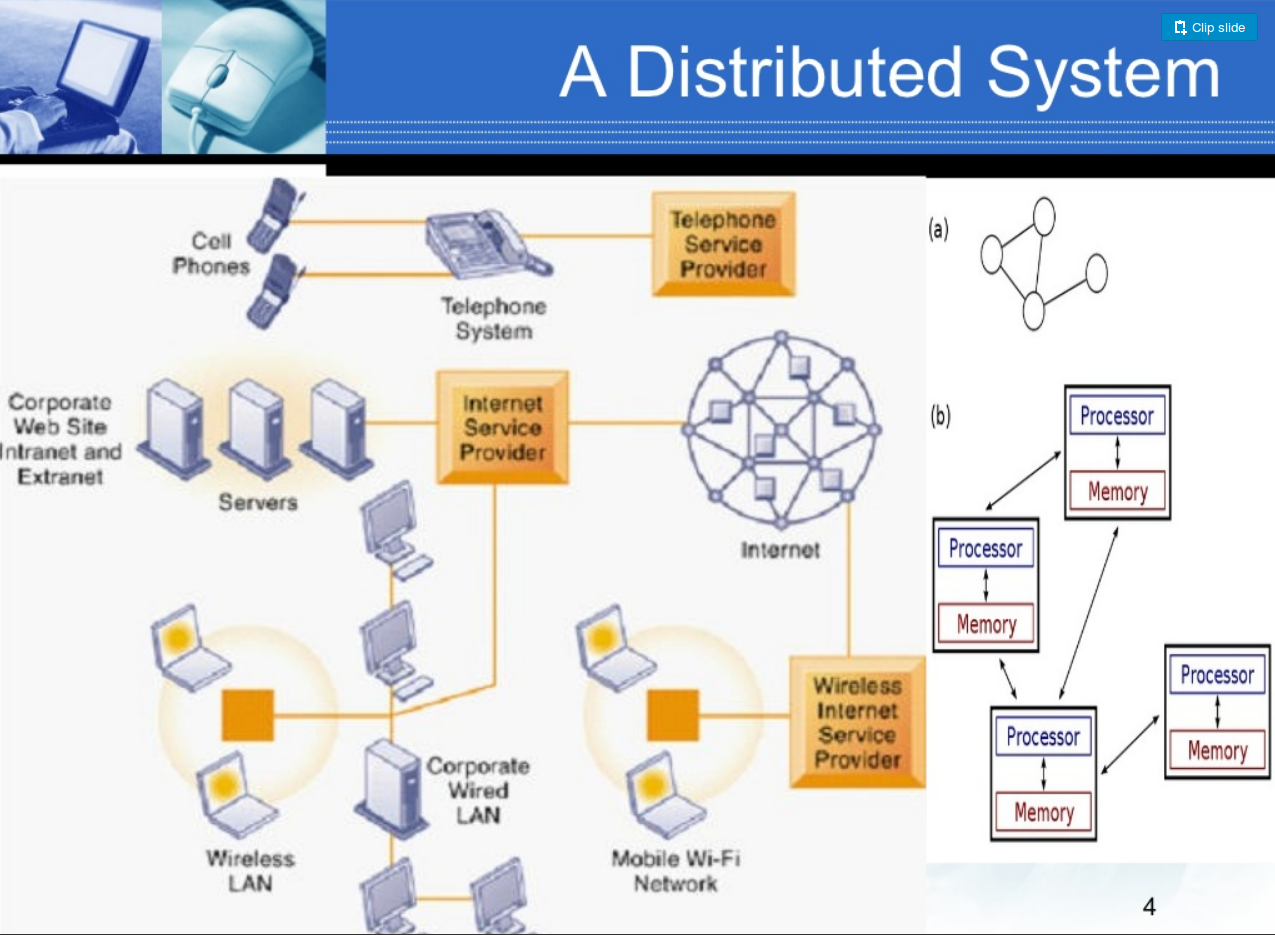 Clip slide
A Distributed System
Cell
Phones
Telephone
System
Telephone
Service
Provider
Corporate
Web Site
Intranet and
Extranet
Servers
Internet
Service
Provider
Internet
Wireless
LAN
Corporate
Wired
LAN
Mobile Wi-Fi
Network
Wireless
Internet
Service
Provider
(a)
(b)
Processor
Memory
Processor
Memory
Processor
Memory
Processor
Memory
4